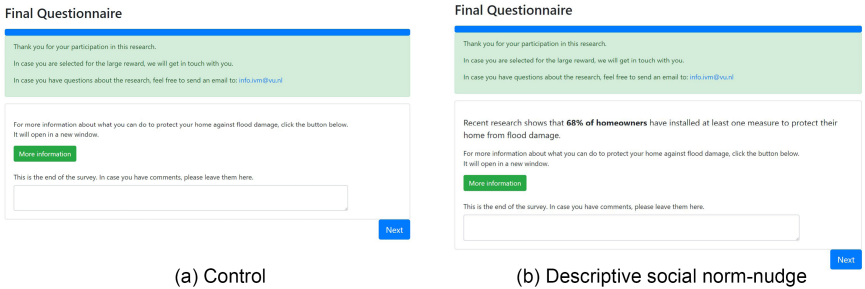 Final Questionnaire
Thank you for your participation in this research.
In case you are selected for the large reward, we will get in touch with you.
In case you have questions about the research, feel free to send an email to: info.ivm@vu.nl
For more information about what you can do to protect your home against flood damage, click the button below.
It will open in a new window.
More information
This is the end of the survey. In case you have comments, please leave them here.
Next
(a) Control
Final Questionnaire
Thank you for your participation in this research.
In case you are selected for the large reward, we will get in touch with you.
In case you have questions about the research, feel free to send an email to: info.ivm@vu.nl
Recent research shows that 68% of homeowners have installed at least one measure to protect their
home from flood damage.
For more information about what you can do to protect your home against flood damage, click the button below.
It will open in a new window.
More information
This is the end of the survey. In case you have comments, please leave them here.
Next
(b) Descriptive social norm-nudge